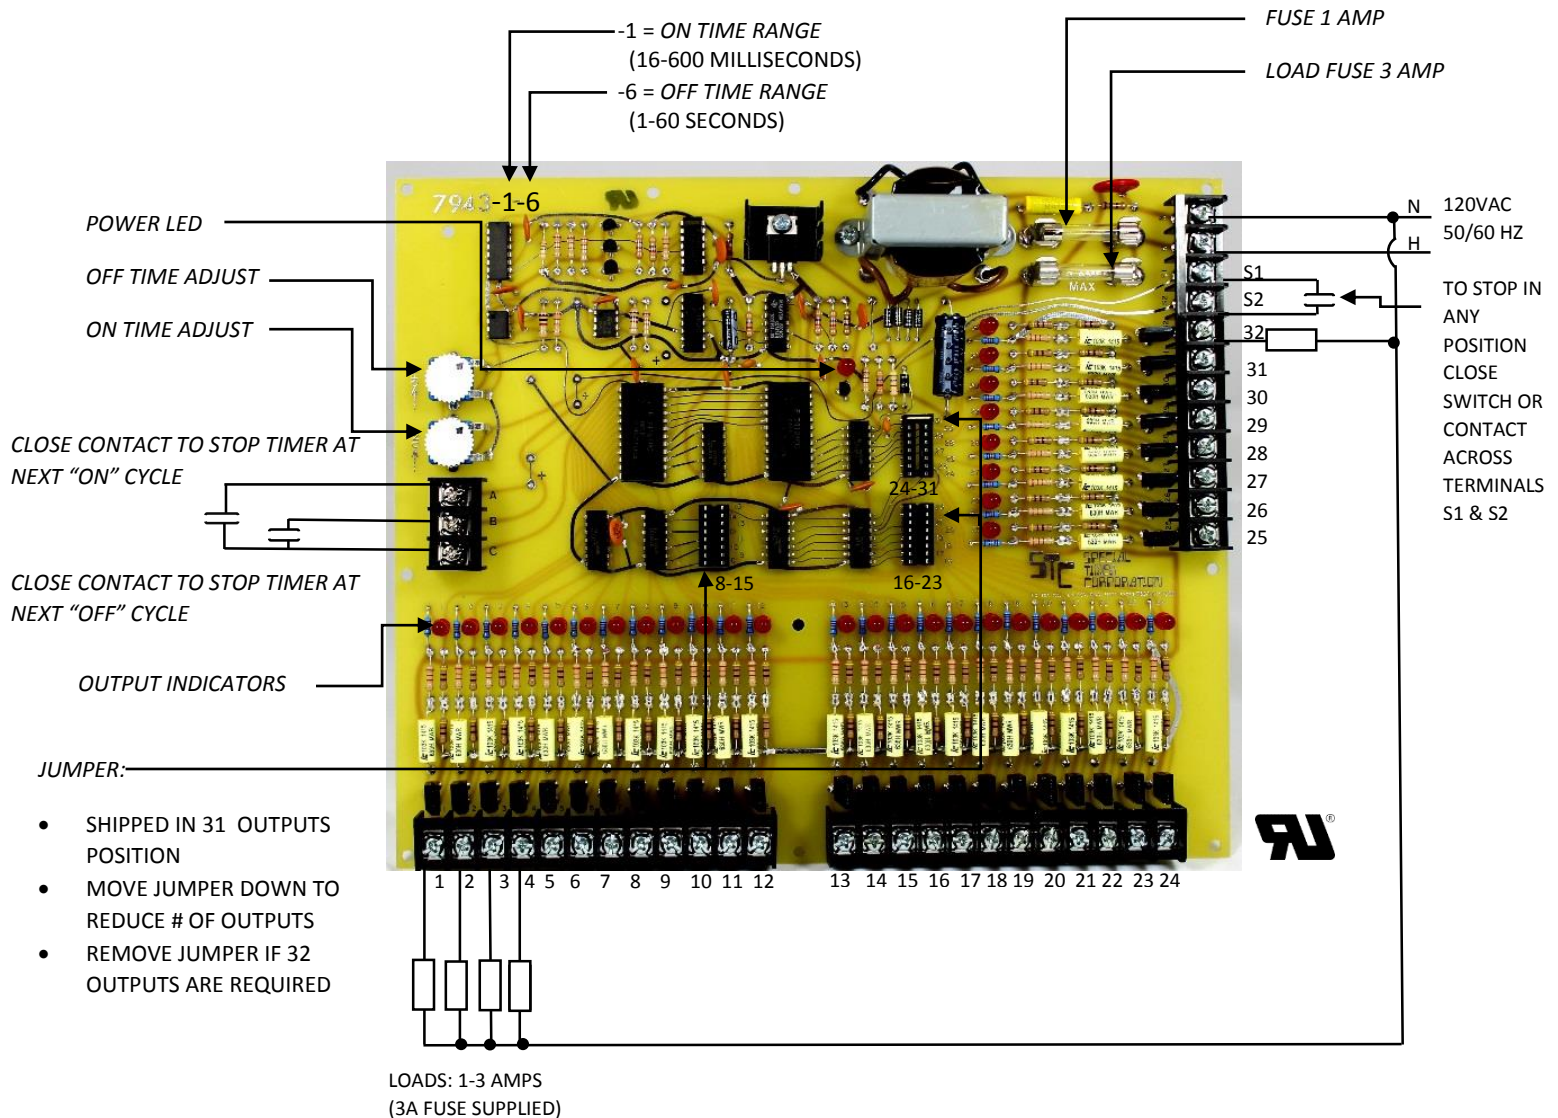 -1 = ON TIME RANGE
(16-600 MILLISECONDS)
-6 = OFF TIME RANGE
(1-60 SECONDS)
FUSE 1 AMP
LOAD FUSE 3 AMP
7943-1-6
POWER LED
OFF TIME ADJUST
ON TIME ADJUST
CLOSE CONTACT TO STOP TIMER AT
NEXT “ON” CYCLE
A
B
C
CLOSE CONTACT TO STOP TIMER AT
NEXT “OFF” CYCLE
OUTPUT INDICATORS
JUMPER:
• SHIPPED IN 31 OUTPUTS
POSITION
• MOVE JUMPER DOWN TO
REDUCE # OF OUTPUTS
• REMOVE JUMPER IF 32
OUTPUTS ARE REQUIRED
MAX
N 120VAC
50/60 HZ
H
S1
S2
TO STOP IN
ANY
POSITION
CLOSE
SWITCH OR
CONTACT
ACROSS
TERMINALS
S1 & S2
32
31
30
29
28
27
26
25
24-31
8-15
16-23
STC SPECIAL
TIMER
CORPORATION
1 2 3 4 5 6 7 8 9 10 11 12
13 14 15 16 17 18 19 20 21 22 23 24
LOADS: 1-3 AMPS
(3A FUSE SUPPLIED)